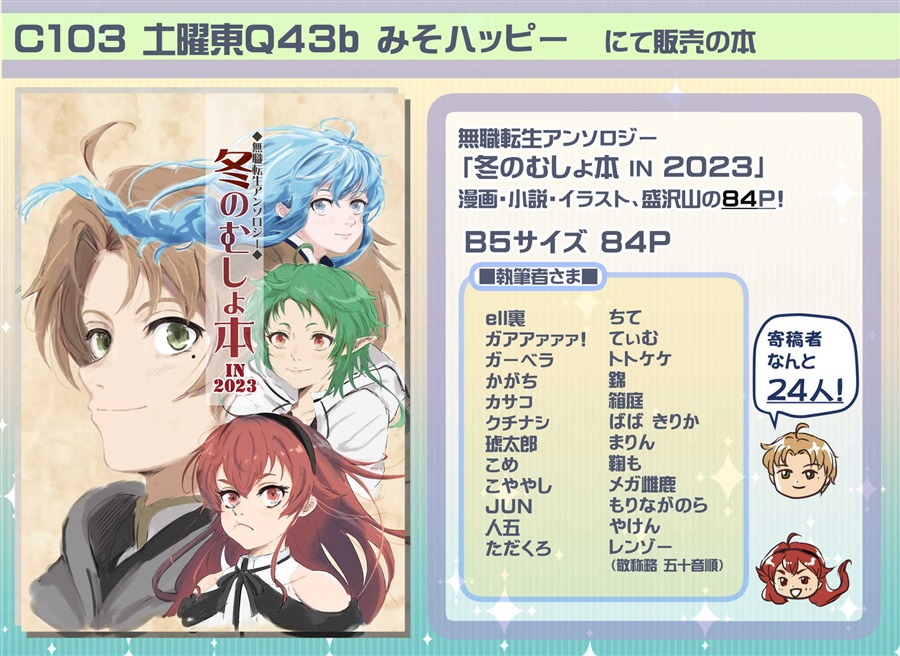 C103 土曜東Q43b みそハッピー にて販売の本
◆無職転生アンソロジー◆
冬のむしょ本
IN
2023
無職転生アンソロジー
「冬のむしょ本 IN 2023」
漫画・小説・イラスト、盛沢山の84P!
B5サイズ 84P
■執筆者さま■
ell裏
ガアアァァァ!
ガーベラ
かがち
カサコ
クチナシ
琥太郎
こめ
こややし
JUN
人五
ただくろ
ちて
てぃむ
トトケケ
錦
箱庭
ばば きりか
まりん
鞠も
メガ雌鹿
もりながのら
やけん
レンゾー
(敬称略 五十音順)
寄稿者
なんと
24人!